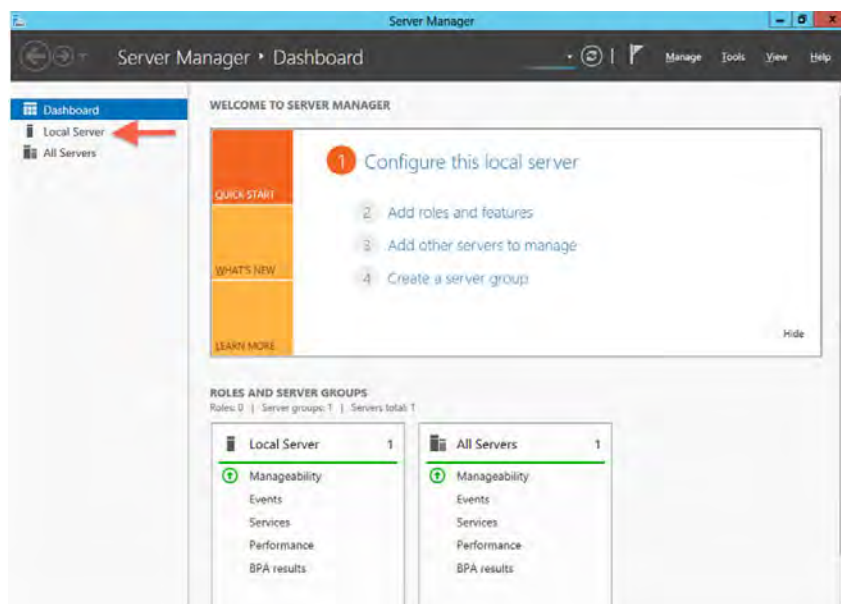 Server Manager
Server Manager • Dashboard
Manage Tools View Help
Dashboard
Local Server
All Servers
WELCOME TO SERVER MANAGER
QUICK START
WHAT'S NEW
LEARN MORE
1 Configure this local server
2 Add roles and features
3 Add other servers to manage
4 Create a server group
Hide
ROLES AND SERVER GROUPS
Roles: 0 | Server groups: 1 | Servers total: 1
Local Server 1
Manageability
Events
Services
Performance
BPA results
All Servers 1
Manageability
Events
Services
Performance
BPA results